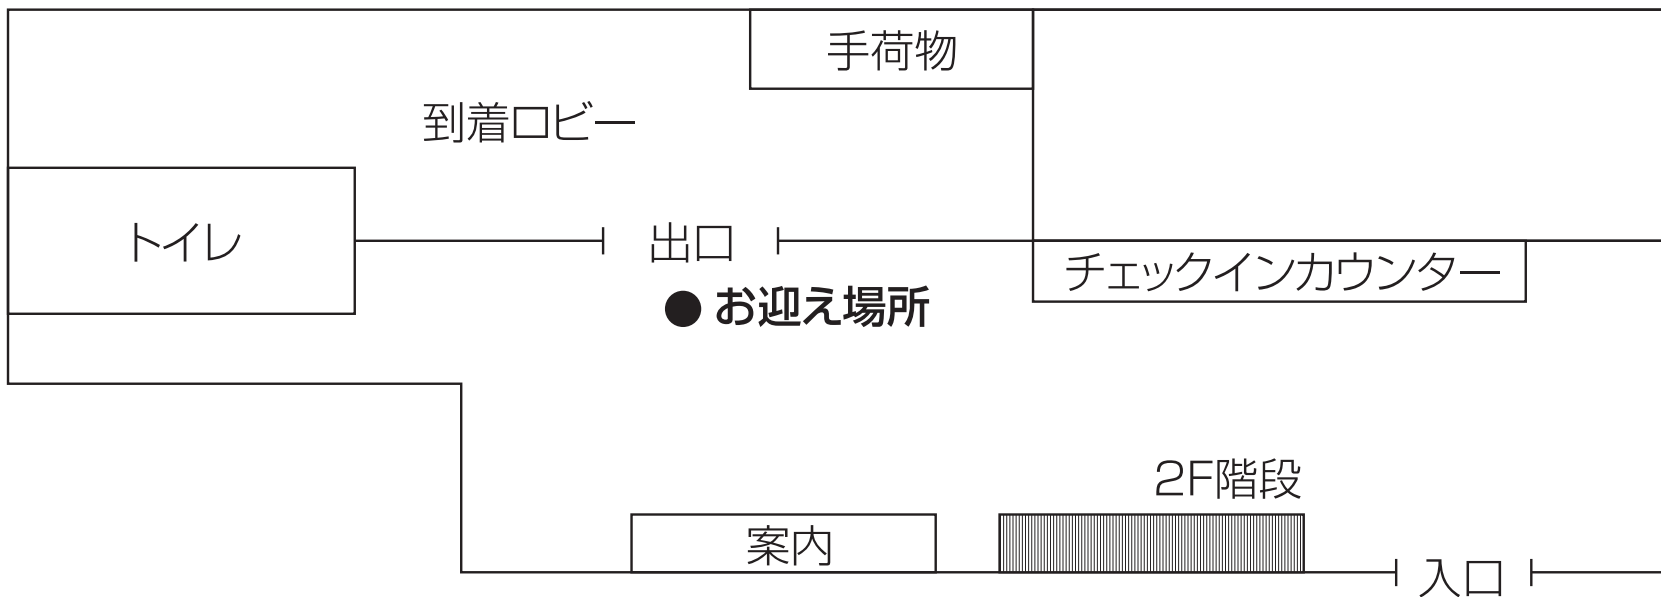 手荷物
到着ロビー
トイレ
出口
チェックインカウンター
● お迎え場所
2F階段
案内
入口